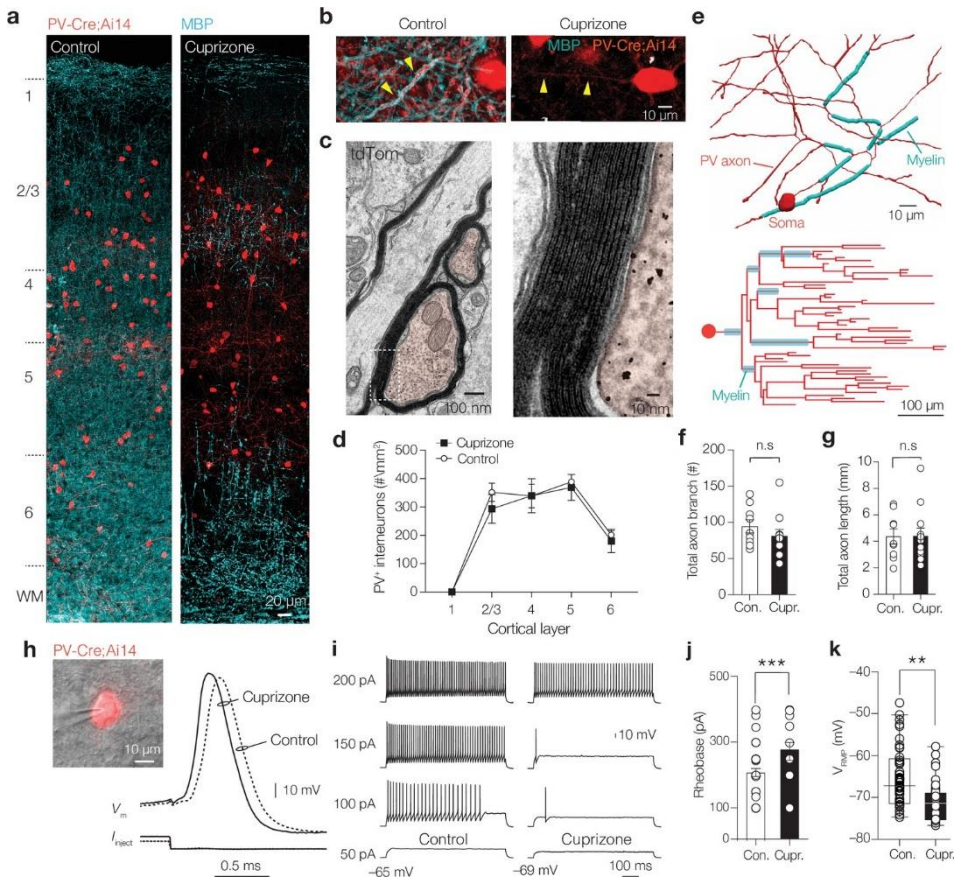 a
PV-Cre;Ai14
MBP
Control
Cuprizone
1
2/3
4
5
6
WM
20 µm
b
Control
Cuprizone
MBP PV-Cre;Ai14
10 µm
c
tdTom
100 nm
10 nm
d
Cuprizone
Control
PV⁺ interneurons (#\mm²)
400
300
200
100
0
1
2/3
4
5
6
Cortical layer
e
PV axon
Myelin
Soma
10 µm
Myelin
100 µm
f
n.s
Total axon branch (#)
200
150
100
50
0
Con.
Cupr.
g
n.s
Total axon length (mm)
10
8
6
4
2
0
Con.
Cupr.
h
PV-Cre;Ai14
10 µm
Cuprizone
Control
10 mV
Vm
Iinject
0.5 ms
i
200 pA
150 pA
10 mV
100 pA
Control
Cuprizone
50 pA
−65 mV
−69 mV
100 ms
j
***
Rheobase (pA)
500
400
300
200
100
0
Con.
Cupr.
k
**
VRMP (mV)
−40
−50
−60
−70
−80
Con.
Cupr.